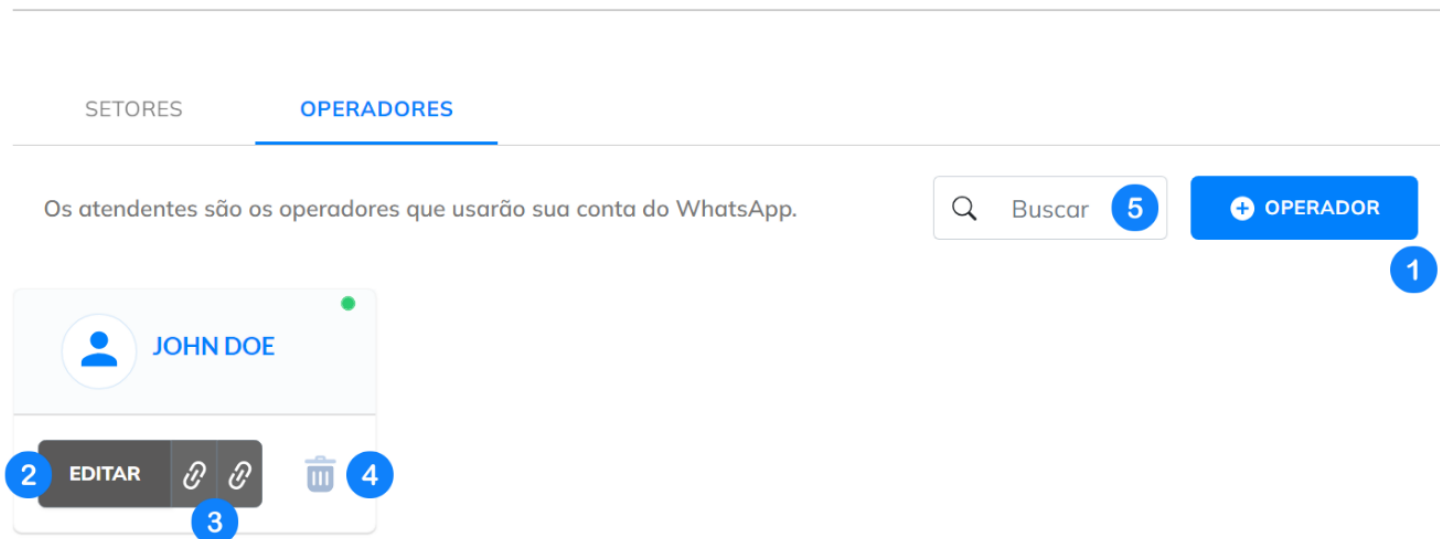 SETORES OPERADORES
Os atendentes são os operadores que usarão sua conta do WhatsApp.
Buscar 5
OPERADOR
1
JOHN DOE
2 EDITAR 4
3